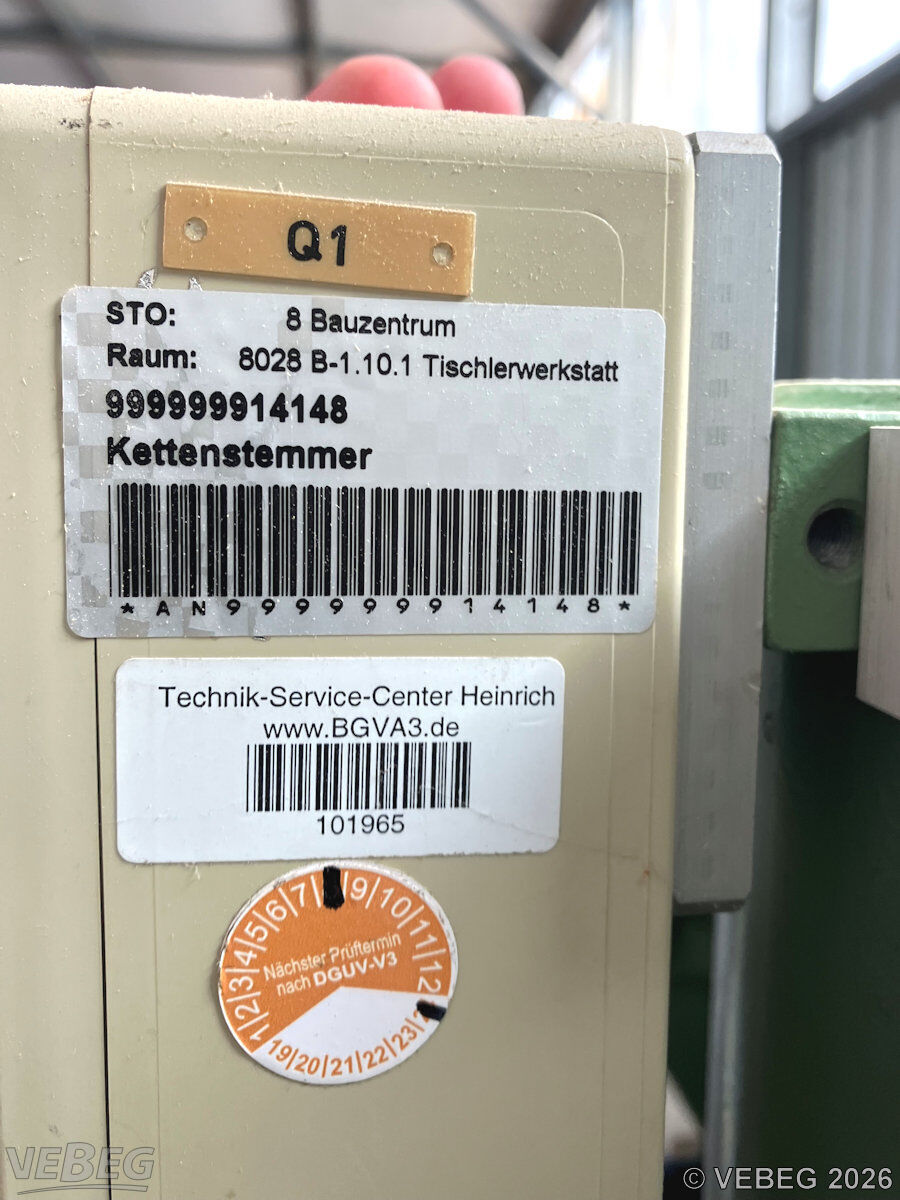 Q1
STO: 8 Bauzentrum
Raum: 8028 B-1.10.1 Tischlerwerkstatt
999999914148
Kettenstemmer
*AN999999914148*
Technik-Service-Center Heinrich
www.BGVA3.de
101965
1|2|3|4|5|6|7| |9|10|11|12
Nächster Prüftermin
nach DGUV-V3
19|20|21|22|23|
VEBEG
© VEBEG 2026